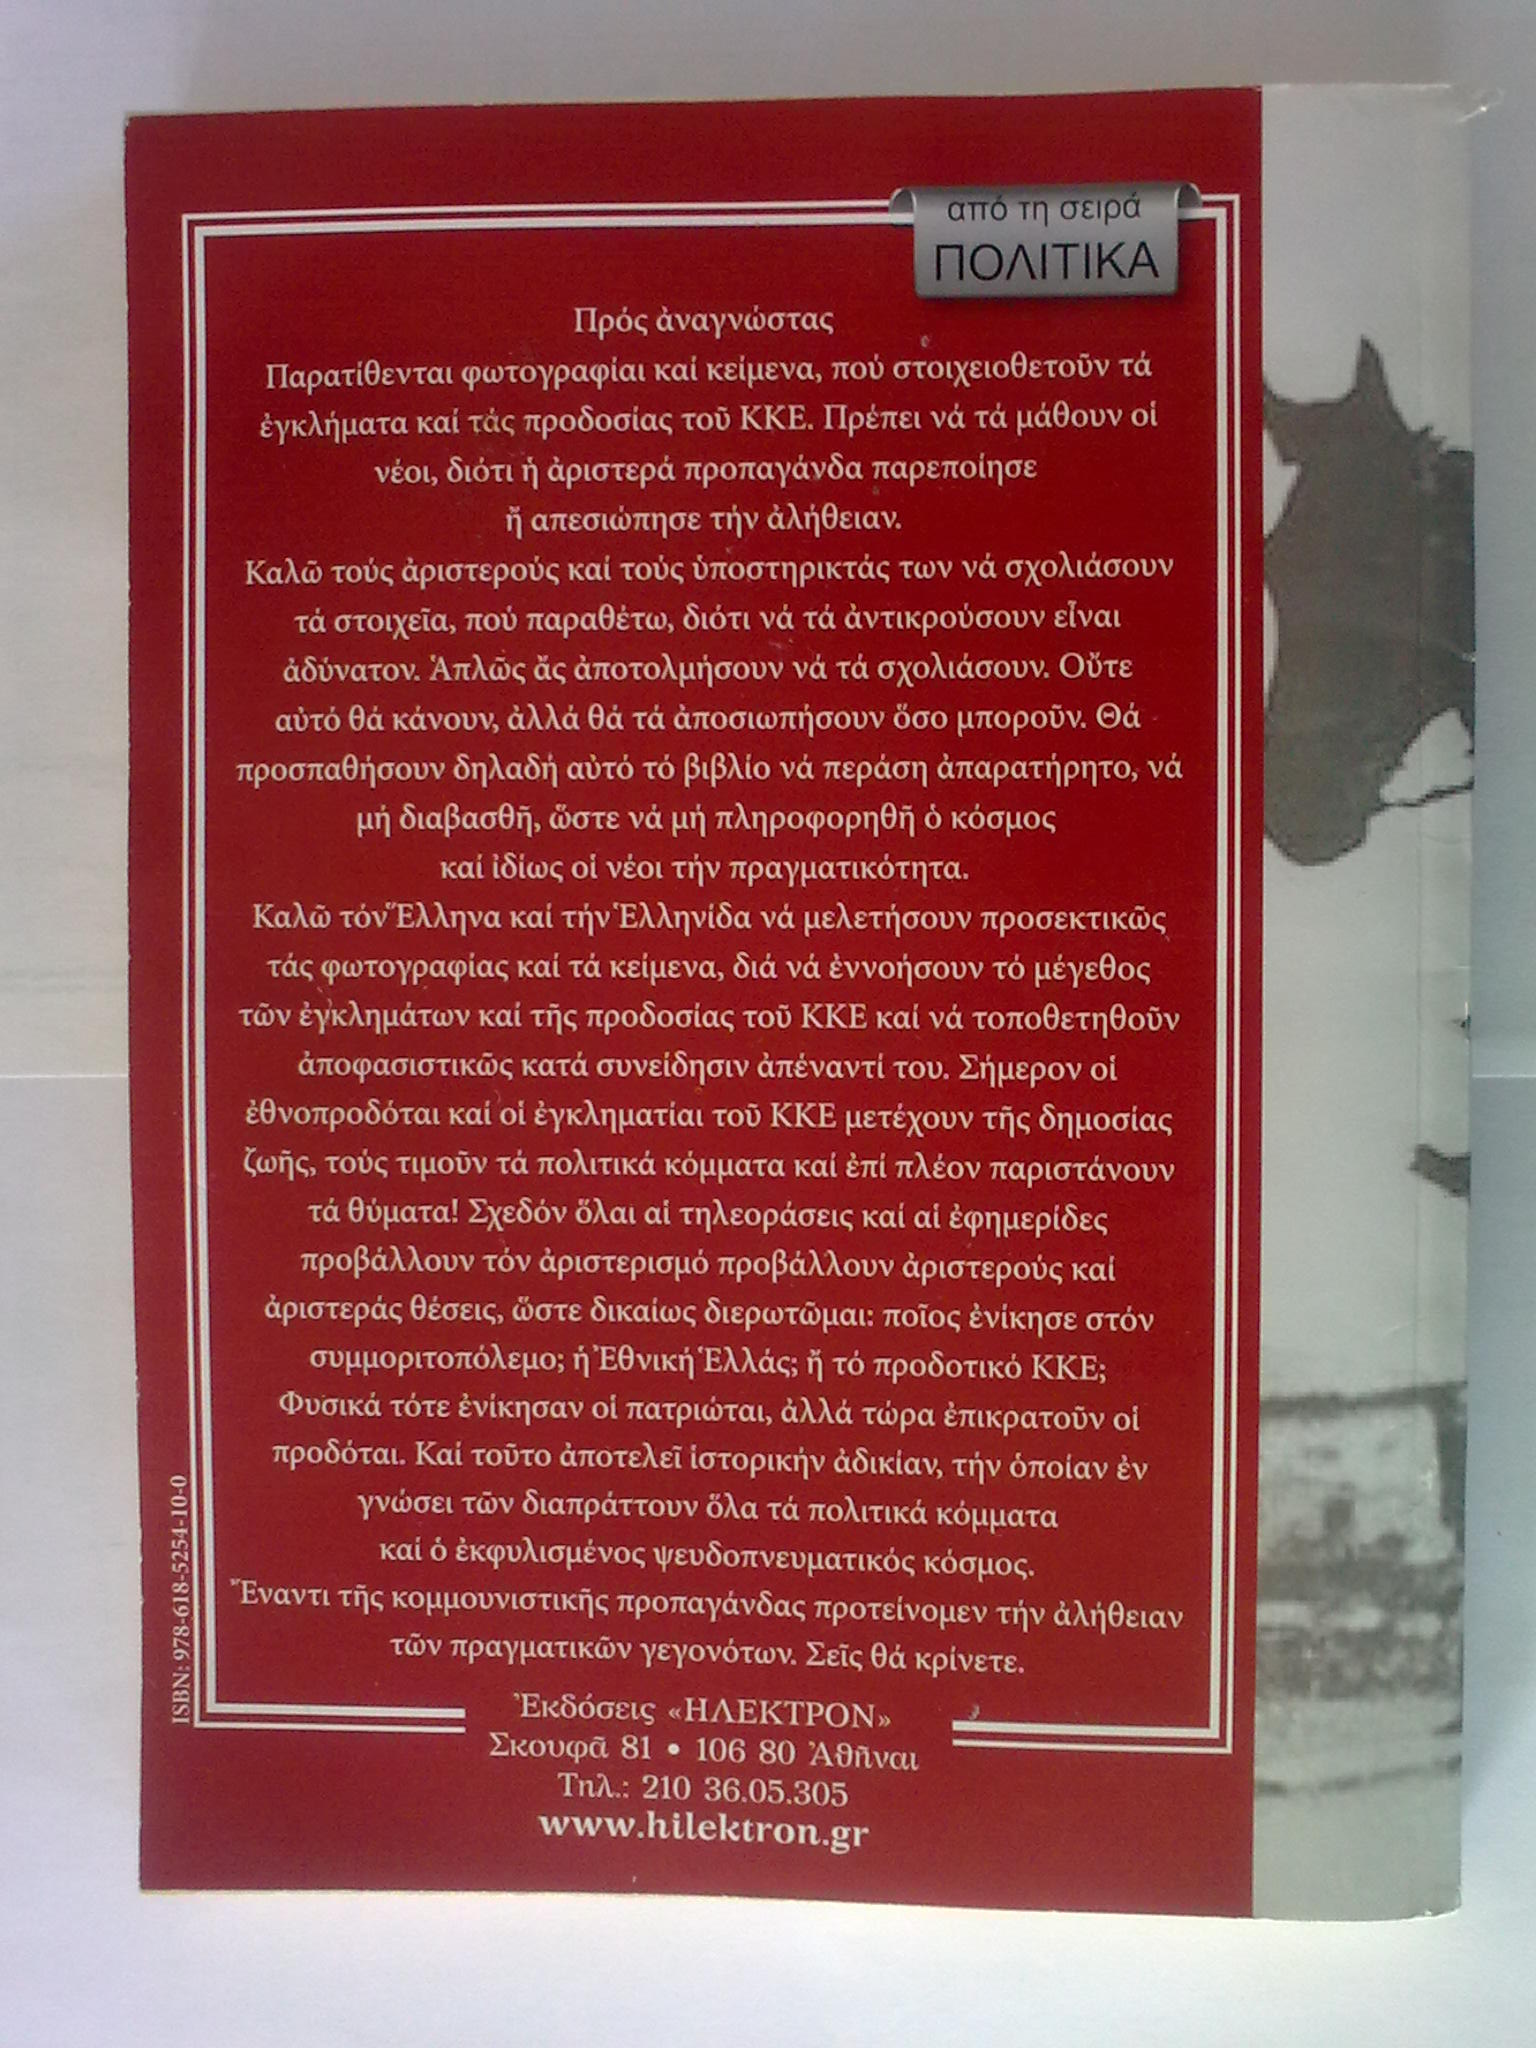 από τη σειρά
ΠΟΛΙΤΙΚΑ
Πρός ἀναγνώστας
Παρατίθενται φωτογραφίαι καί κείμενα, πού στοιχειοθετοῦν τά
ἐγκλήματα καί τάς προδοσίας τοῦ ΚΚΕ. Πρέπει νά τά μάθουν οἱ
νέοι, διότι ἡ ἀριστερά προπαγάνδα παρεποίησε
ἤ απεσιώπησε τήν ἀλήθειαν.
Καλῶ τούς ἀριστερούς καί τούς ὑποστηρικτάς των νά σχολιάσουν
τά στοιχεῖα, πού παραθέτω, διότι νά τά ἀντικρούσουν εἶναι
ἀδύνατον. Ἁπλῶς ἄς ἀποτολμήσουν νά τά σχολιάσουν. Οὔτε
αὐτό θά κάνουν, ἀλλά θά τά ἀποσιωπήσουν ὅσο μποροῦν. Θά
προσπαθήσουν δηλαδή αὐτό τό βιβλίο νά περάση ἀπαρατήρητο, νά
μή διαβασθῆ, ὥστε νά μή πληροφορηθῆ ὁ κόσμος
καί ἰδίως οἱ νέοι τήν πραγματικότητα.
Καλῶ τόν Ἕλληνα καί τήν Ἑλληνίδα νά μελετήσουν προσεκτικῶς
τάς φωτογραφίας καί τά κείμενα, διά νά ἐννοήσουν τό μέγεθος
τῶν ἐγκλημάτων καί τῆς προδοσίας τοῦ ΚΚΕ καί νά τοποθετηθοῦν
ἀποφασιστικῶς κατά συνείδησιν ἀπέναντί του. Σήμερον οἱ
ἐθνοπροδόται καί οἱ ἐγκληματίαι τοῦ ΚΚΕ μετέχουν τῆς δημοσίας
ζωῆς, τούς τιμοῦν τά πολιτικά κόμματα καί ἐπί πλέον παριστάνουν
τά θύματα! Σχεδόν ὅλαι αἱ τηλεοράσεις καί αἱ ἐφημερίδες
προβάλλουν τόν ἀριστερισμό προβάλλουν ἀριστερούς καί
ἀριστεράς θέσεις, ὥστε δικαίως διερωτῶμαι: ποῖος ἐνίκησε στόν
συμμοριτοπόλεμο; ἡ Ἐθνική Ἑλλάς; ἤ τό προδοτικό ΚΚΕ;
Φυσικά τότε ἐνίκησαν οἱ πατριώται, ἀλλά τώρα ἐπικρατοῦν οἱ
προδόται. Καί τοῦτο ἀποτελεῖ ἱστορικήν ἀδικίαν, τήν ὁποίαν ἐν
γνώσει τῶν διαπράττουν ὅλα τά πολιτικά κόμματα
καί ὁ ἐκφυλισμένος ψευδοπνευματικός κόσμος.
Ἔναντι τῆς κομμουνιστικῆς προπαγάνδας προτείνομεν τήν ἀλήθειαν
τῶν πραγματικῶν γεγονότων. Σεῖς θά κρίνετε.
Ἐκδόσεις «ΗΛΕΚΤΡΟΝ»
Σκουφᾶ 81 • 106 80 Ἀθῆναι
Τηλ.: 210 36.05.305
www.hilektron.gr
ISBN: 978-618-5254-10-0